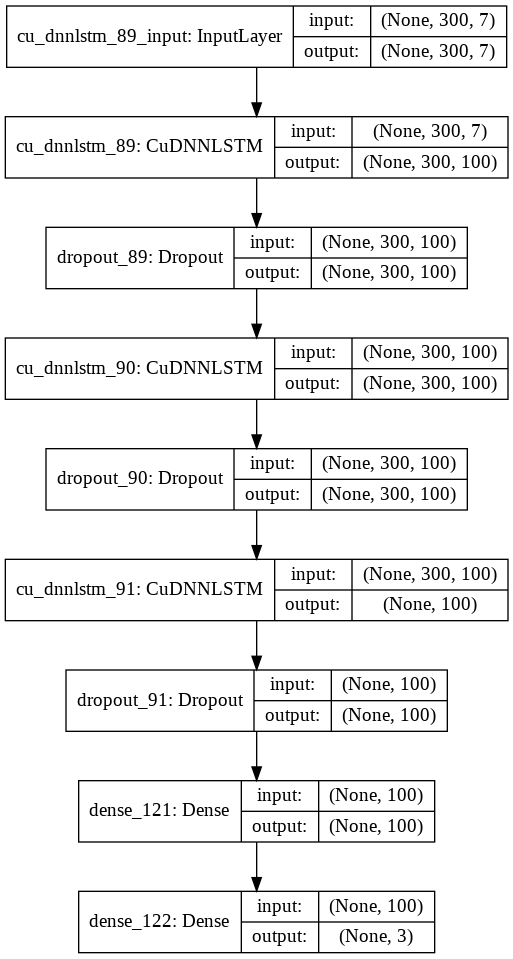 cu_dnnlstm_89_input: InputLayer
input: (None, 300, 7)
output: (None, 300, 7)
cu_dnnlstm_89: CuDNNLSTM
input: (None, 300, 7)
output: (None, 300, 100)
dropout_89: Dropout
input: (None, 300, 100)
output: (None, 300, 100)
cu_dnnlstm_90: CuDNNLSTM
input: (None, 300, 100)
output: (None, 300, 100)
dropout_90: Dropout
input: (None, 300, 100)
output: (None, 300, 100)
cu_dnnlstm_91: CuDNNLSTM
input: (None, 300, 100)
output: (None, 100)
dropout_91: Dropout
input: (None, 100)
output: (None, 100)
dense_121: Dense
input: (None, 100)
output: (None, 100)
dense_122: Dense
input: (None, 100)
output: (None, 3)